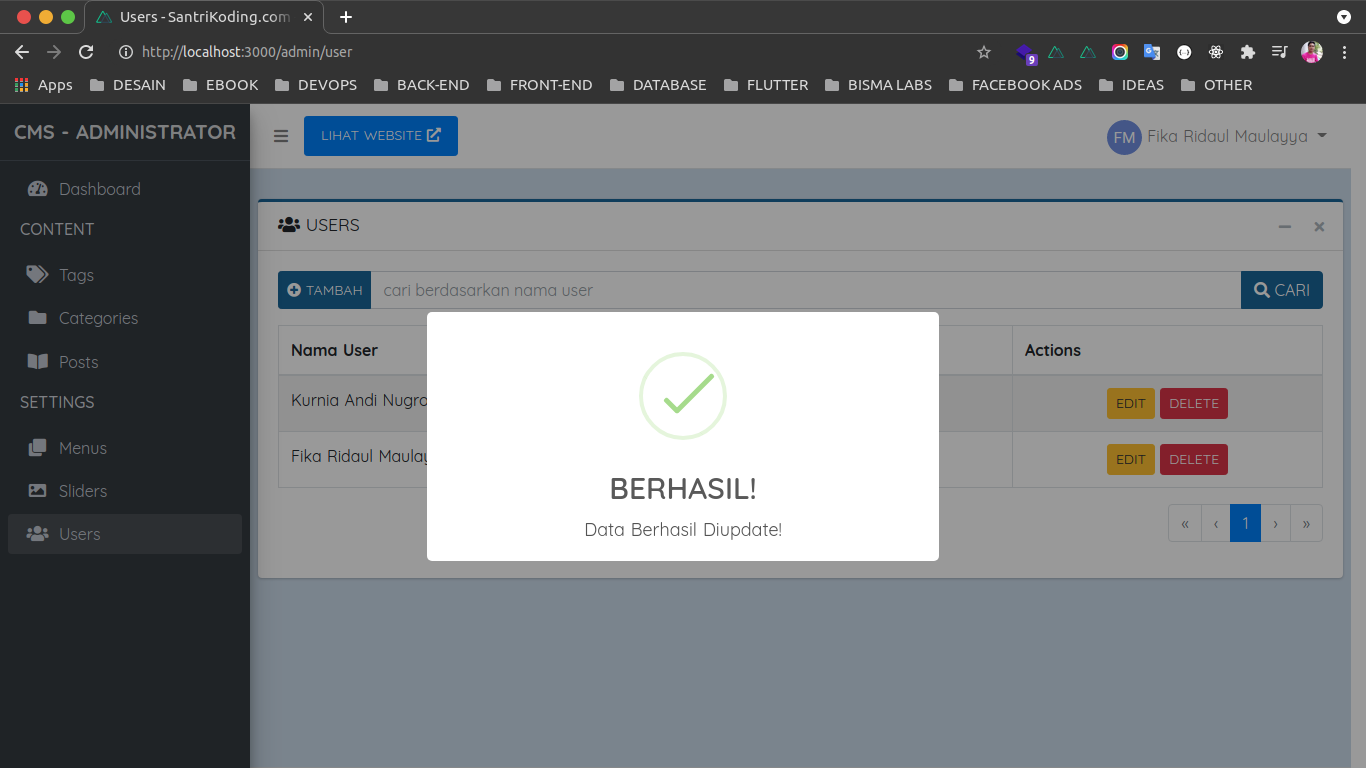 Users - SantriKoding.com
http://localhost:3000/admin/user
9
Apps DESAIN EBOOK DEVOPS BACK-END FRONT-END DATABASE FLUTTER BISMA LABS FACEBOOK ADS IDEAS OTHER
CMS - ADMINISTRATOR
LIHAT WEBSITE
FM Fika Ridaul Maulayya
Dashboard
CONTENT
Tags
Categories
Posts
SETTINGS
Menus
Sliders
Users
USERS
TAMBAH cari berdasarkan nama user CARI
Nama User Actions
Kurnia Andi EDIT DELETE
Fika Ridaul EDIT DELETE
« ‹ 1 › »
BERHASIL!
Data Berhasil Diupdate!